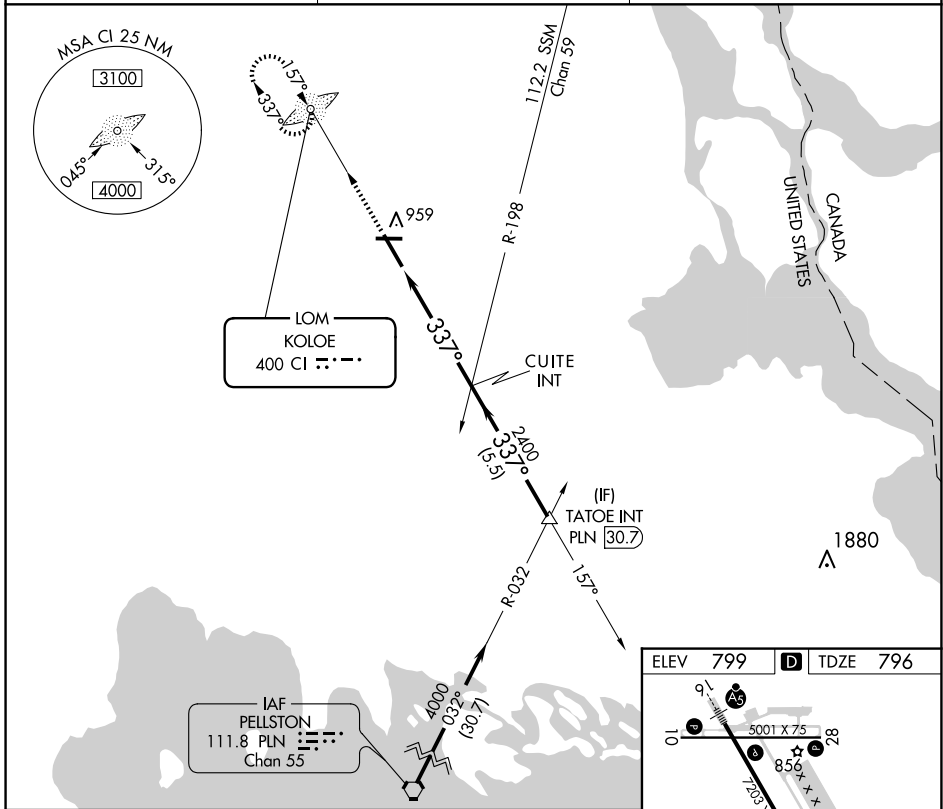 MSA CI 25 NM
3100
045°
315°
4000
157°
337°
112.2 SSM
Chan 59
R-198
CANADA
UNITED STATES
959
LOM
KOLOE
400 CI
337°
CUITE
INT
2400
337°
(5.5)
(IF)
TATOE INT
PLN 30.7
1880
R-032
157°
IAF
PELLSTON
111.8 PLN
Chan 55
4000
032°
(30.7)
ELEV 799 D TDZE 796
16
A5
P
5001 X 75
10
28
P
P
856
7203
X X X